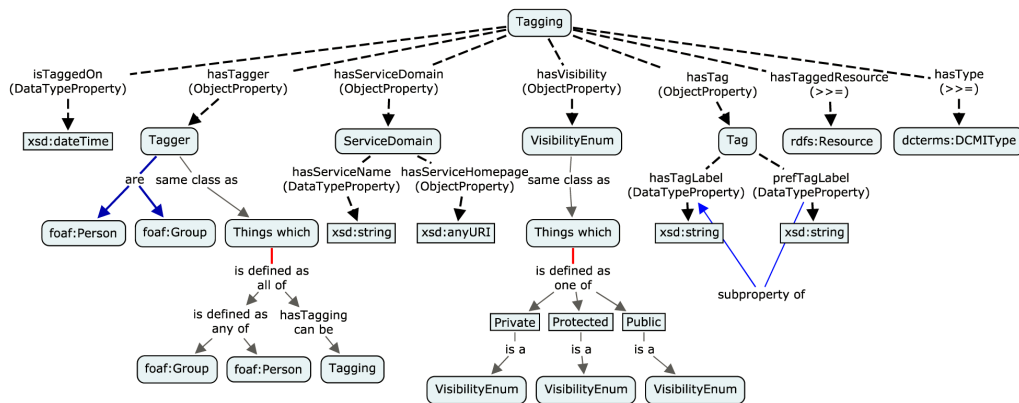 Tagging
isTaggedOn
(DataTypeProperty)
hasTagger
(ObjectProperty)
hasServiceDomain
(ObjectProperty)
hasVisibility
(ObjectProperty)
hasTag
(ObjectProperty)
hasTaggedResource
(>>=)
hasType
(>>=)
xsd:dateTime
Tagger
ServiceDomain
VisibilityEnum
Tag
rdfs:Resource
dcterms:DCMIType
are
same class as
hasServiceName
(DataTypeProperty)
hasServiceHomepage
(ObjectProperty)
same class as
hasTagLabel
(DataTypeProperty)
prefTagLabel
(DataTypeProperty)
foaf:Person
foaf:Group
Things which
xsd:string
xsd:anyURI
Things which
xsd:string
xsd:string
is defined as
all of
is defined as
one of
subproperty of
is defined as
any of
hasTagging
can be
Private
Protected
Public
is a
is a
is a
foaf:Group
foaf:Person
Tagging
VisibilityEnum
VisibilityEnum
VisibilityEnum